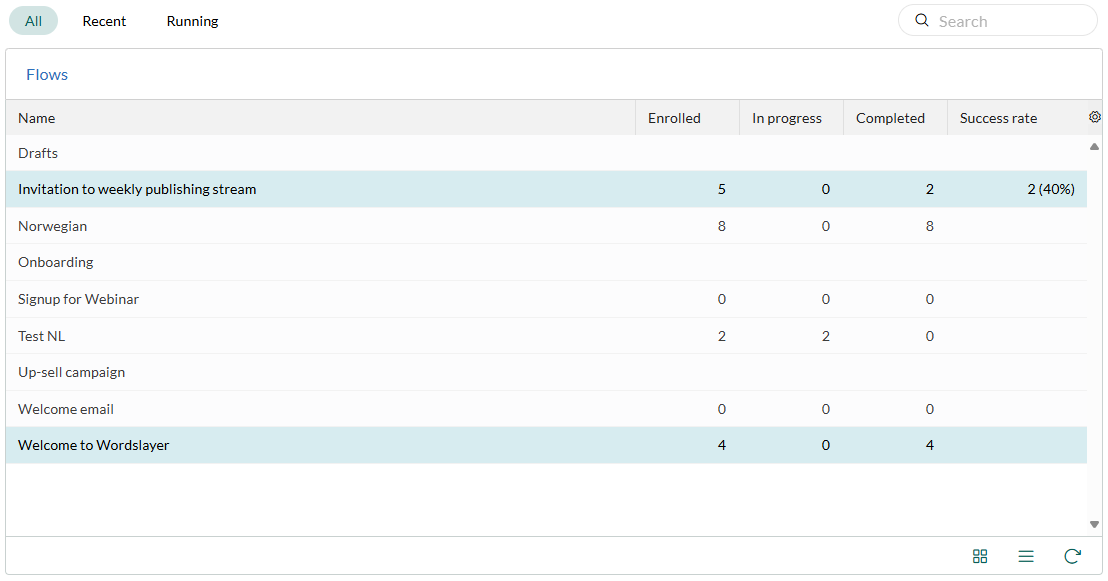 All Recent Running Search
Flows
Name Enrolled In progress Completed Success rate
Drafts
Invitation to weekly publishing stream 5 0 2 2 (40%)
Norwegian 8 0 8
Onboarding
Signup for Webinar 0 0 0
Test NL 2 2 0
Up-sell campaign
Welcome email 0 0 0
Welcome to Wordslayer 4 0 4